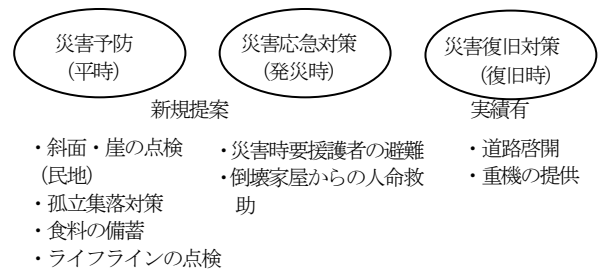 災害予防
(平時)
災害応急対策
(発災時)
災害復旧対策
(復旧時)
新規提案
実績有
・斜面・崖の点検
(民地)
・孤立集落対策
・食料の備蓄
・ライフラインの点検
・災害時要援護者の避難
・倒壊家屋からの人命救
助
・道路啓開
・重機の提供